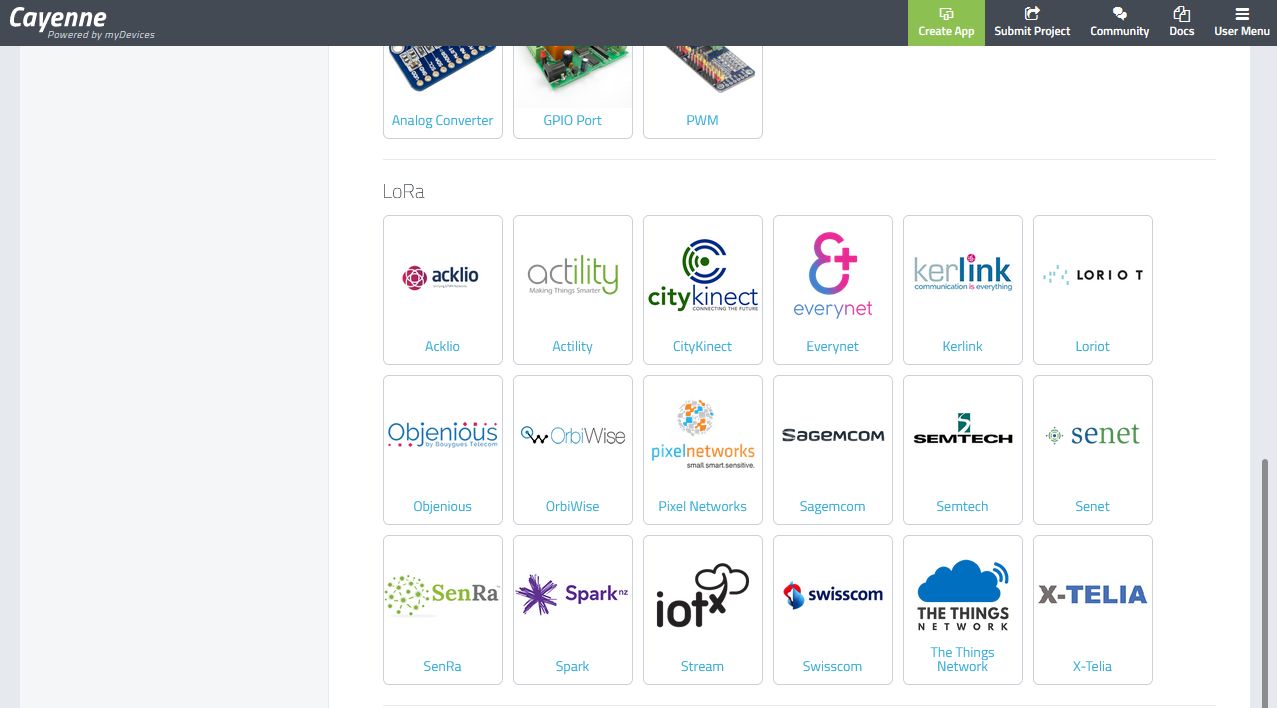 Cayenne
Powered by myDevices
Create App
Submit Project
Community
Docs
User Menu
Analog Converter
GPIO Port
PWM
LoRa
acklio
actility
Making Things Smarter
citykinect
CONNECTING THE FUTURE
everynet
kerlink
communication is everything
LORIOT
Acklio
Actility
CityKinect
Everynet
Kerlink
Loriot
Objenious
by Bouygues Telecom
OrbiWise
pixelnetworks
small.smart.sensitive.
SAGEMCOM
SEMTECH
senet
Objenious
OrbiWise
Pixel Networks
Sagemcom
Semtech
Senet
SenRa
Spark nz
iotx
swisscom
THE THINGS
NETWORK
X-TELIA
SenRa
Spark
Stream
Swisscom
The Things
Network
X-Telia